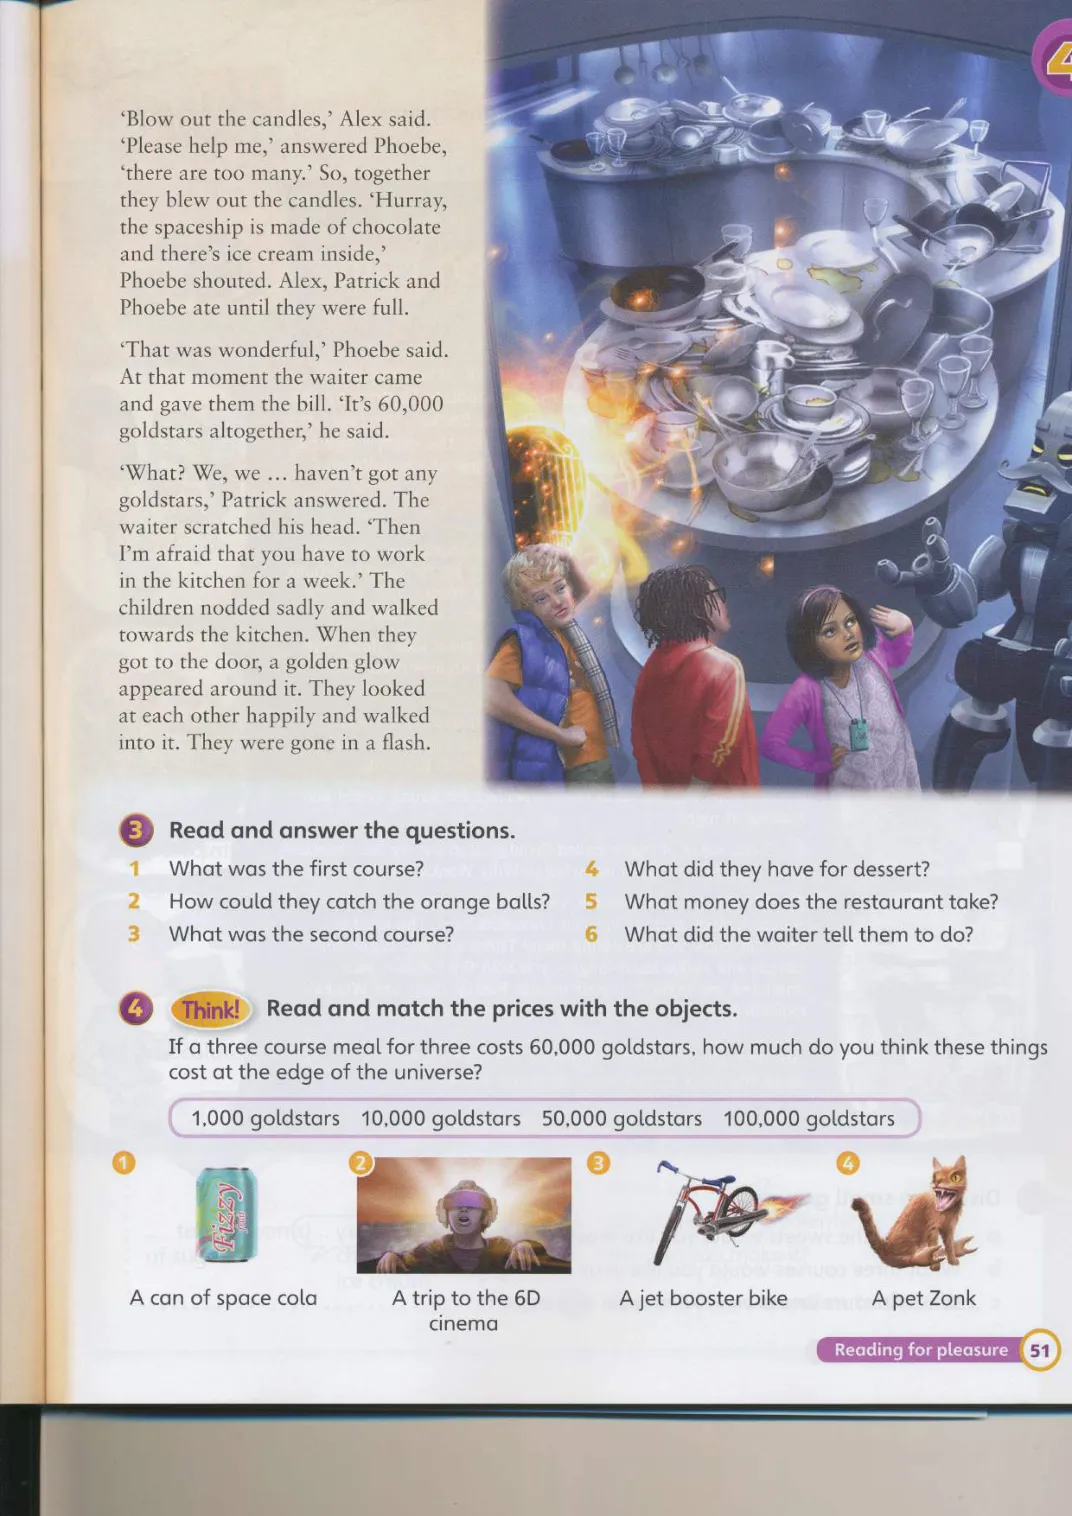 4
‘Blow out the candles,’ Alex said.
‘Please help me,’ answered Phoebe,
‘there are too many.’ So, together
they blew out the candles. ‘Hurray,
the spaceship is made of chocolate
and there’s ice cream inside,’
Phoebe shouted. Alex, Patrick and
Phoebe ate until they were full.
‘That was wonderful,’ Phoebe said.
At that moment the waiter came
and gave them the bill. ‘It’s 60,000
goldstars altogether,’ he said.
‘What? We, we ... haven’t got any
goldstars,’ Patrick answered. The
waiter scratched his head. ‘Then
I’m afraid that you have to work
in the kitchen for a week.’ The
children nodded sadly and walked
towards the kitchen. When they
got to the door, a golden glow
appeared around it. They looked
at each other happily and walked
into it. They were gone in a flash.
3 Read and answer the questions.
1 What was the first course?
2 How could they catch the orange balls?
3 What was the second course?
4 What did they have for dessert?
5 What money does the restaurant take?
6 What did the waiter tell them to do?
4 Think! Read and match the prices with the objects.
If a three course meal for three costs 60,000 goldstars, how much do you think these things
cost at the edge of the universe?
1,000 goldstars 10,000 goldstars 50,000 goldstars 100,000 goldstars
1 2 3 4
Fizzy
A can of space cola
A trip to the 6D
cinema
A jet booster bike
A pet Zonk
Reading for pleasure 51